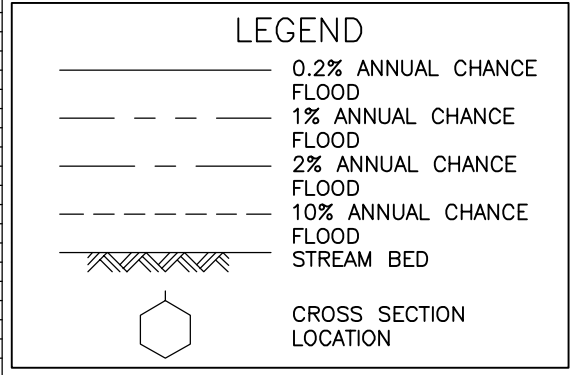 LEGEND
0.2% ANNUAL CHANCE
FLOOD
1% ANNUAL CHANCE
FLOOD
2% ANNUAL CHANCE
FLOOD
10% ANNUAL CHANCE
FLOOD
STREAM BED
CROSS SECTION
LOCATION